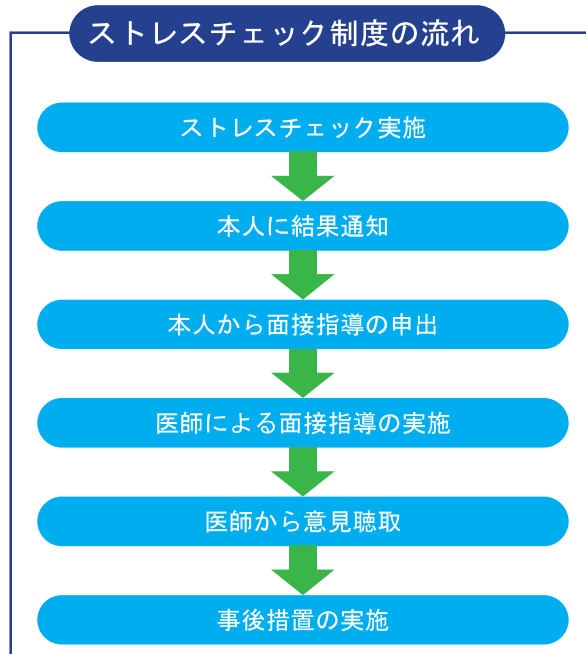 ストレスチェック制度の流れ
ストレスチェック実施
本人に結果通知
本人から面接指導の申出
医師による面接指導の実施
医師から意見聴取
事後措置の実施